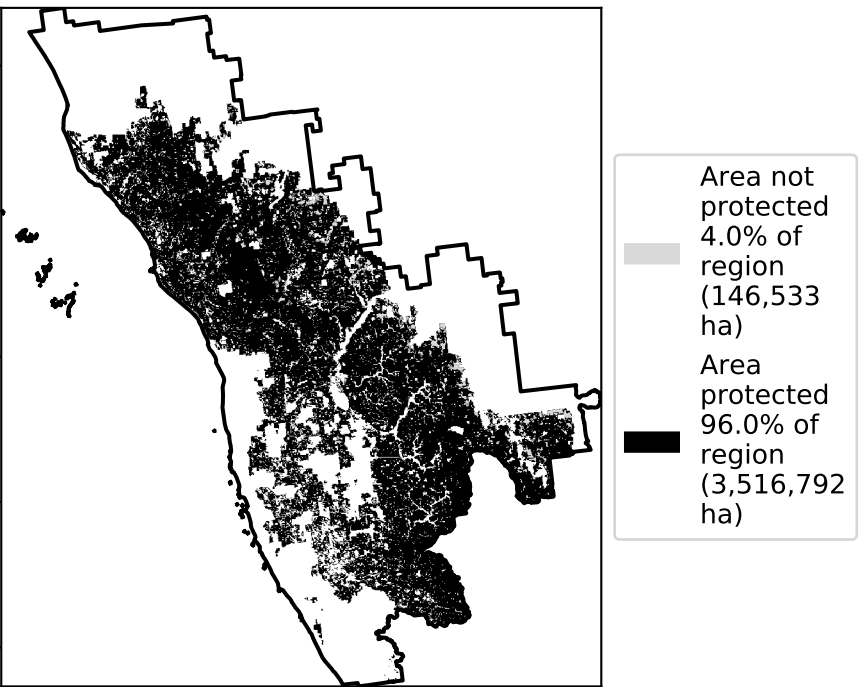 Area not
protected
4.0% of
region
(146,533
ha)
Area
protected
96.0% of
region
(3,516,792
ha)